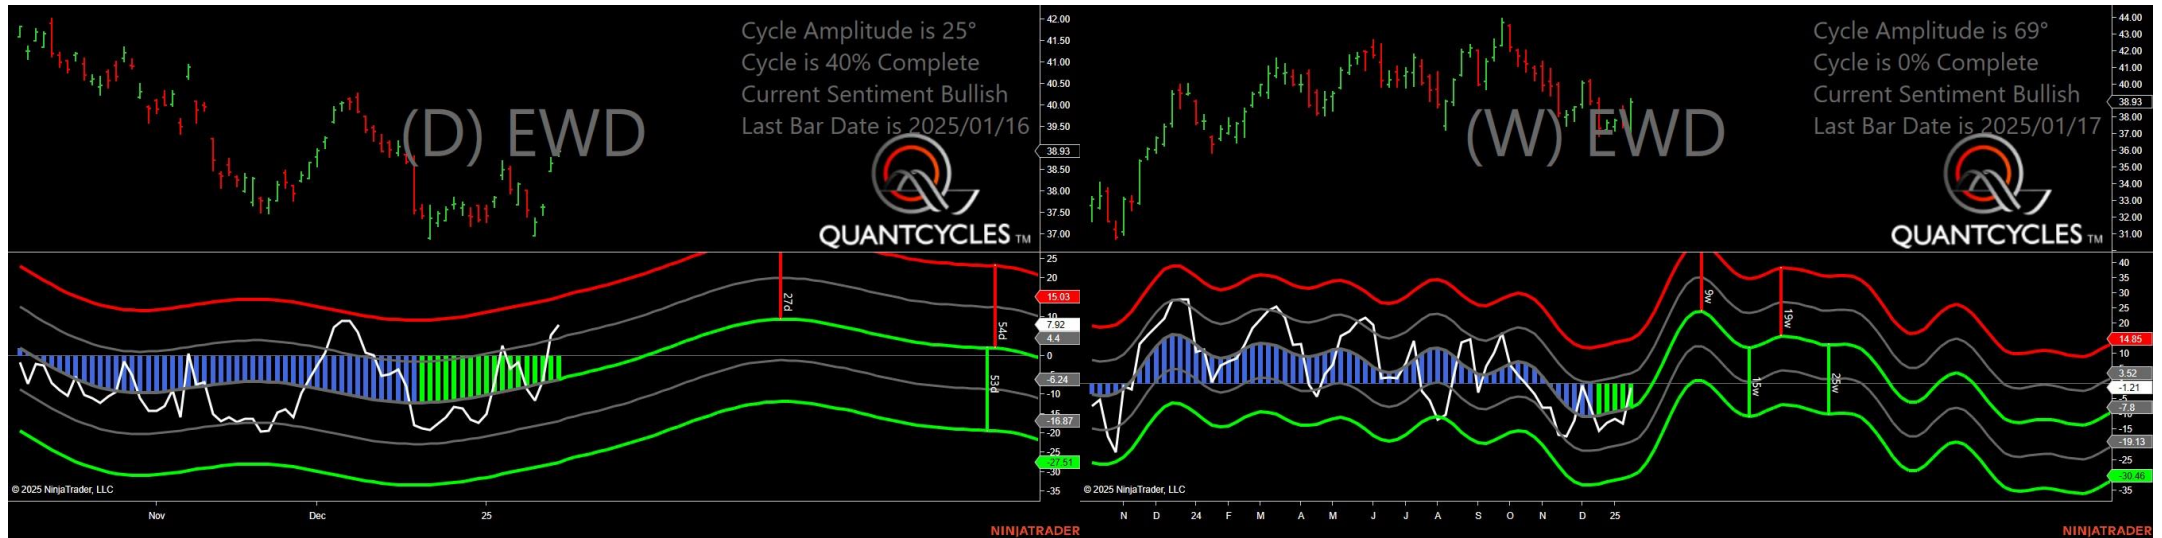 Cycle Amplitude is 25°
Cycle is 40% Complete
Current Sentiment Bullish
Last Bar Date is 2025/01/16
(D) EWD
QUANTCYCLES TM
42.00
41.50
41.00
40.50
40.00
39.50
38.93
38.50
38.00
37.50
37.00
25
20
15.03
10
7.92
4.4
0
-6.24
-10
-15
-16.87
-20
-25
-27.51
-30
-35
27d
54d
53d
© 2025 NinjaTrader, LLC
Nov
Dec
25
NINJATRADER
Cycle Amplitude is 69°
Cycle is 0% Complete
Current Sentiment Bullish
Last Bar Date is 2025/01/17
(W) EWD
QUANTCYCLES TM
44.00
43.00
42.00
41.00
40.00
38.93
38.00
37.00
36.00
35.00
34.00
33.00
32.00
31.00
40
35
30
25
20
14.85
10
3.52
-1.21
-5
-7.8
-10
-15
-19.13
-25
-30.46
-35
9w
19w
15w
25w
© 2025 NinjaTrader, LLC
N D 24 F M A M J J A S O N D 25
NINJATRADER